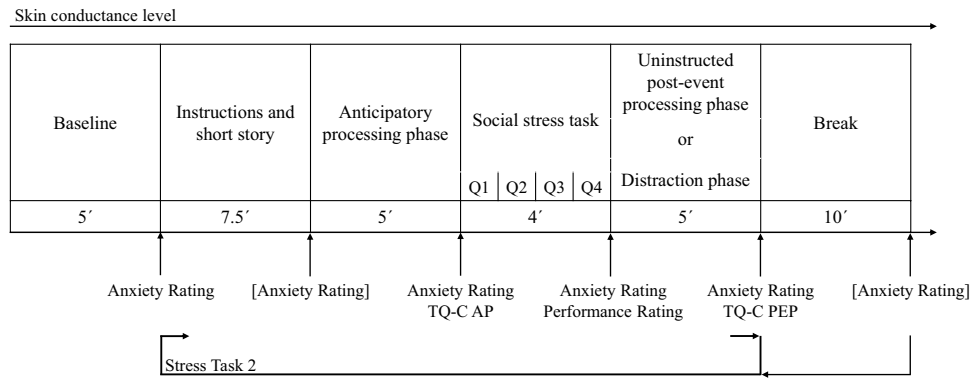 Skin conductance level
Baseline
Instructions and
short story
Anticipatory
processing phase
Social stress task
Q1
Q2
Q3
Q4
Uninstructed
post-event
processing phase
or
Distraction phase
Break
5´
7.5´
5´
4´
5´
10´
Anxiety Rating
[Anxiety Rating]
Anxiety Rating
TQ-C AP
Anxiety Rating
Performance Rating
Anxiety Rating
TQ-C PEP
[Anxiety Rating]
Stress Task 2